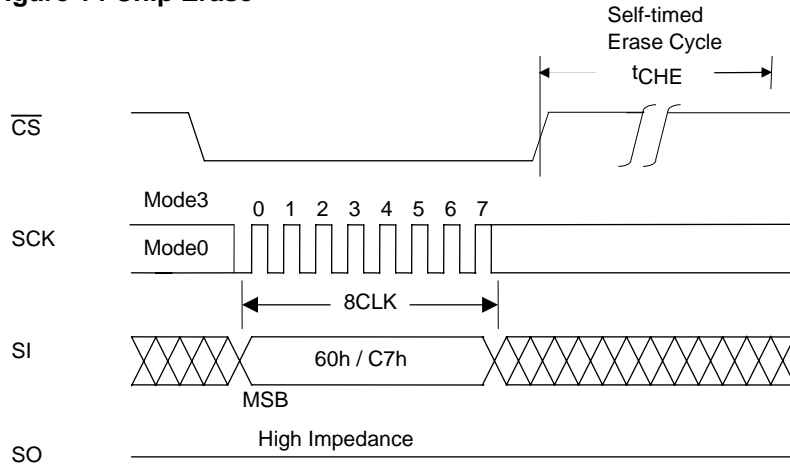 Self-timed
Erase Cycle
tCHE
CS
Mode3
0 1 2 3 4 5 6 7
SCK
Mode0
8CLK
SI
60h / C7h
MSB
High Impedance
SO